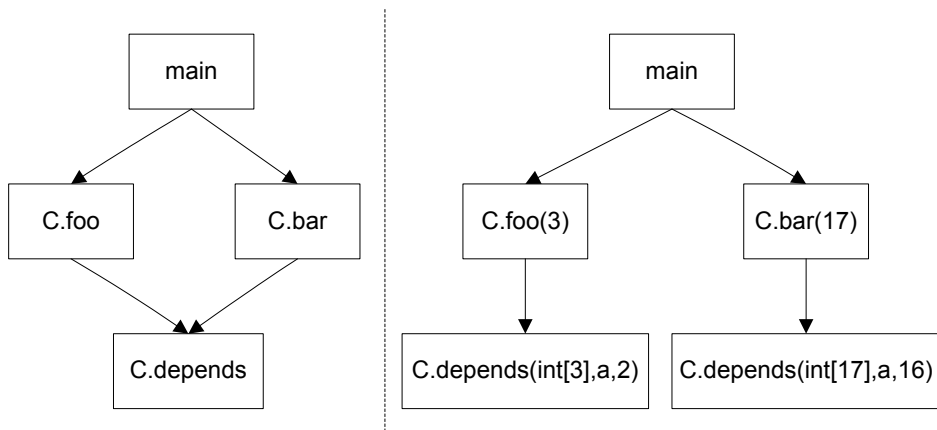 main
C.foo
C.bar
C.depends
main
C.foo(3)
C.bar(17)
C.depends(int[3],a,2)
C.depends(int[17],a,16)